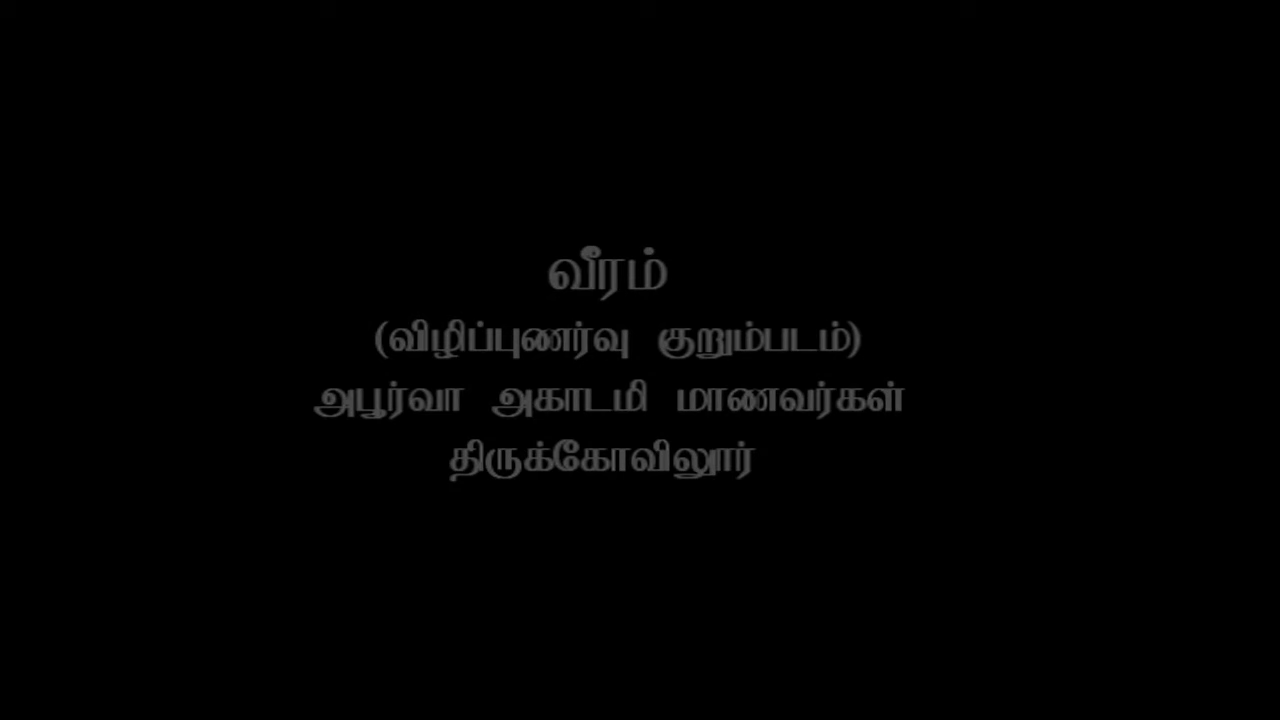 வீரம்
(விழிப்புணர்வு குறும்படம்)
அபூர்வா அகாடமி மாணவர்கள்
திருக்கோவிலூர்